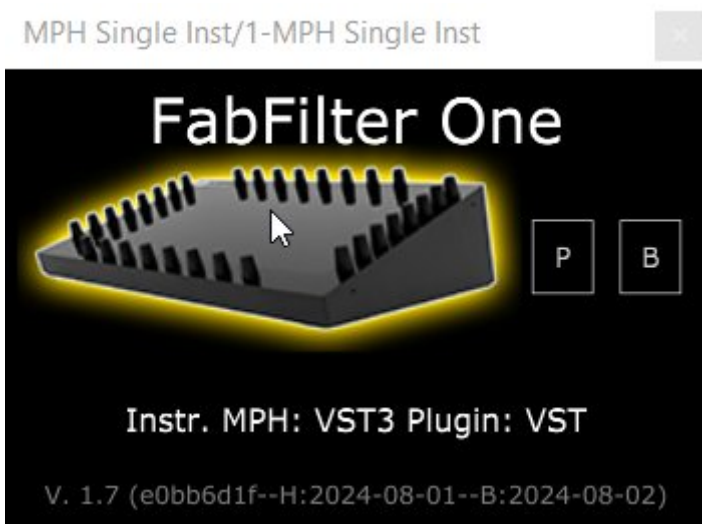 MPH Single Inst/1-MPH Single Inst
FabFilter One
P B
Instr. MPH: VST3 Plugin: VST
V. 1.7 (e0bb6d1f--H:2024-08-01--B:2024-08-02)